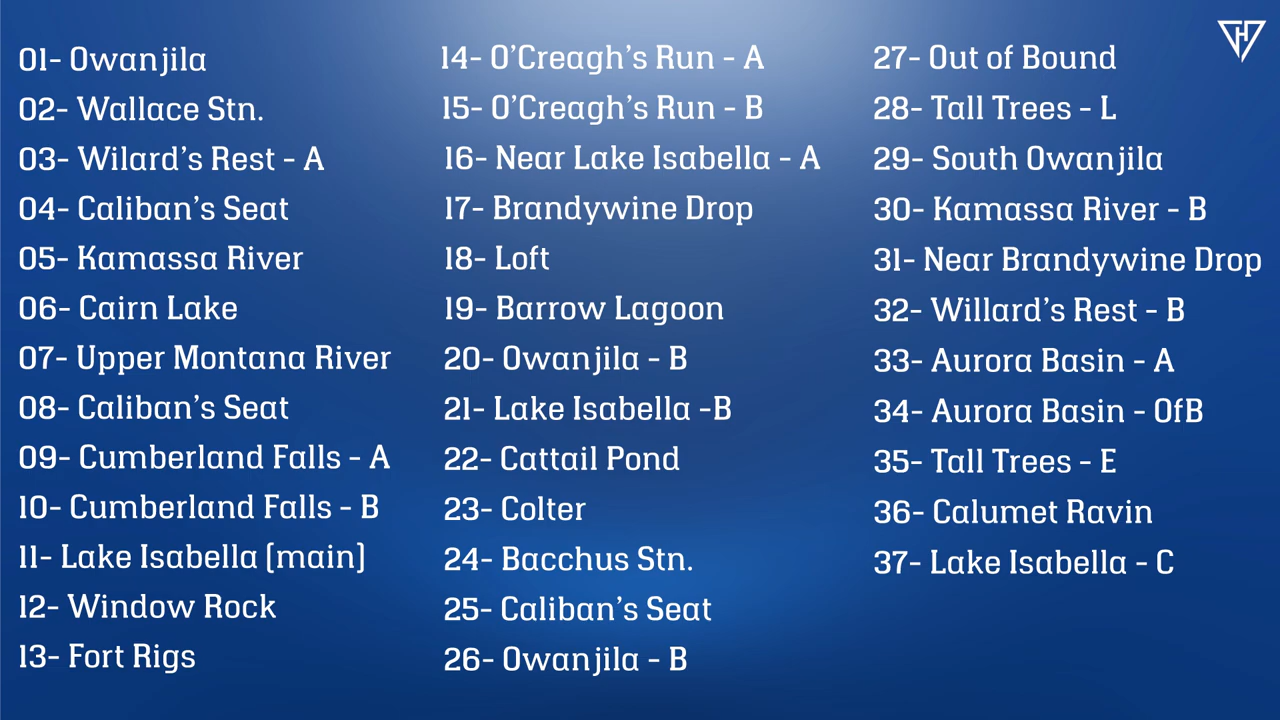 01- Owanjila
02- Wallace Stn.
03- Wilard's Rest - A
04- Caliban's Seat
05- Kamassa River
06- Cairn Lake
07- Upper Montana River
08- Caliban's Seat
09- Cumberland Falls - A
10- Cumberland Falls - B
11- Lake Isabella (main)
12- Window Rock
13- Fort Rigs
14- O'Creagh's Run - A
15- O'Creagh's Run - B
16- Near Lake Isabella - A
17- Brandywine Drop
18- Loft
19- Barrow Lagoon
20- Owanjila - B
21- Lake Isabella -B
22- Cattail Pond
23- Colter
24- Bacchus Stn.
25- Caliban's Seat
26- Owanjila - B
27- Out of Bound
28- Tall Trees - L
29- South Owanjila
30- Kamassa River - B
31- Near Brandywine Drop
32- Willard's Rest - B
33- Aurora Basin - A
34- Aurora Basin - OfB
35- Tall Trees - E
36- Calumet Ravin
37- Lake Isabella - C